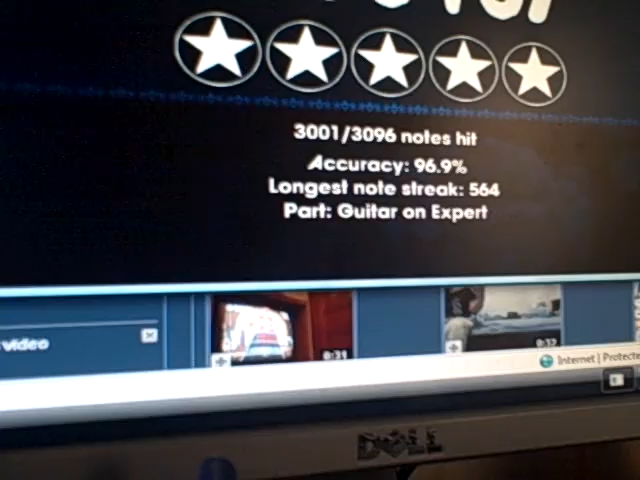 3001/3096 notes hit
Accuracy: 96.9%
Longest note streak: 564
Part: Guitar on Expert
video
0:31
0:32
Internet | Protecte
DELL